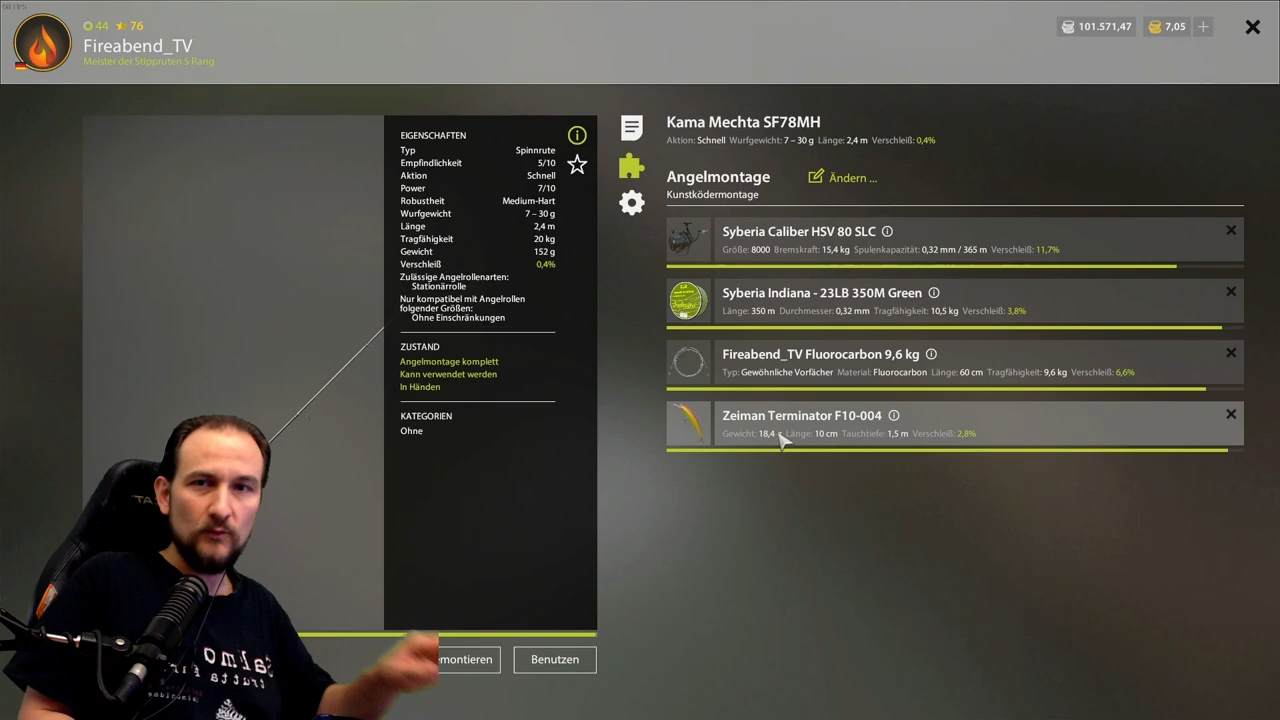 44 76
Fireabend_TV
Meister der Stippruten 5 Rang
101.571,47
7,05
EIGENSCHAFTEN
Typ Spinnrute
Empfindlichkeit 5/10
Aktion Schnell
Power 7/10
Robustheit Medium-Hart
Wurfgewicht 7 – 30 g
Länge 2,4 m
Tragfähigkeit 20 kg
Gewicht 152 g
Verschleiß 0,4%
Zulässige Angelrollenarten:
Stationärrolle
Nur kompatibel mit Angelrollen
folgender Größen:
Ohne Einschränkungen
ZUSTAND
Angelmontage komplett
Kann verwendet werden
In Händen
KATEGORIEN
Ohne
emontieren
Benutzen
Kama Mechta SF78MH
Aktion: Schnell Wurfgewicht: 7 – 30 g Länge: 2,4 m Verschleiß: 0,4%
Angelmontage
Ändern ...
Kunstködermontage
Syberia Caliber HSV 80 SLC
Größe: 8000 Bremskraft: 15,4 kg Spulenkapazität: 0,32 mm / 365 m Verschleiß: 11,7%
Syberia Indiana - 23LB 350M Green
Länge: 350 m Durchmesser: 0,32 mm Tragfähigkeit: 10,5 kg Verschleiß: 3,8%
Fireabend_TV Fluorocarbon 9,6 kg
Typ: Gewöhnliche Vorfächer Material: Fluorocarbon Länge: 60 cm Tragfähigkeit: 9,6 kg Verschleiß: 6,6%
Zeiman Terminator F10-004
Gewicht: 18,4 g Länge: 10 cm Tauchtiefe: 1,5 m Verschleiß: 2,8%